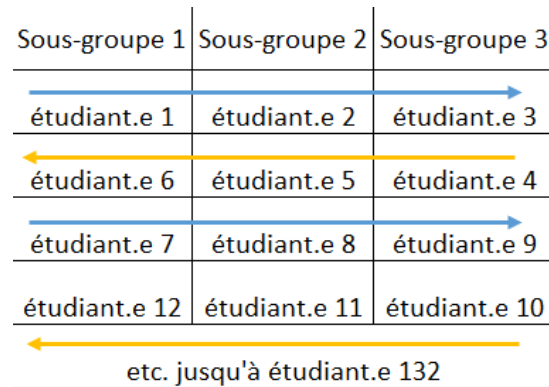 Sous-groupe 1 Sous-groupe 2 Sous-groupe 3
étudiant.e 1 étudiant.e 2 étudiant.e 3
étudiant.e 6 étudiant.e 5 étudiant.e 4
étudiant.e 7 étudiant.e 8 étudiant.e 9
étudiant.e 12 étudiant.e 11 étudiant.e 10
etc. jusqu'à étudiant.e 132